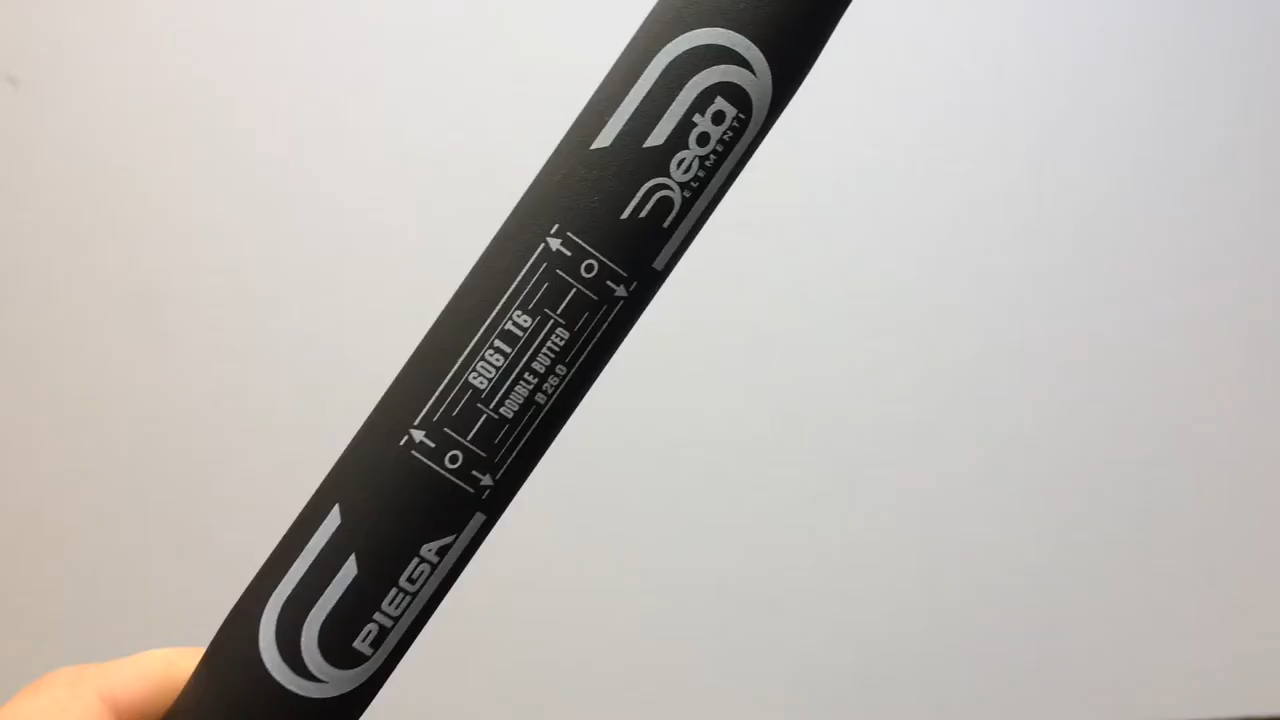 Deda
ELEMENTI
6061 T6
DOUBLE BUTTED
Ø 26.0
PIEGA